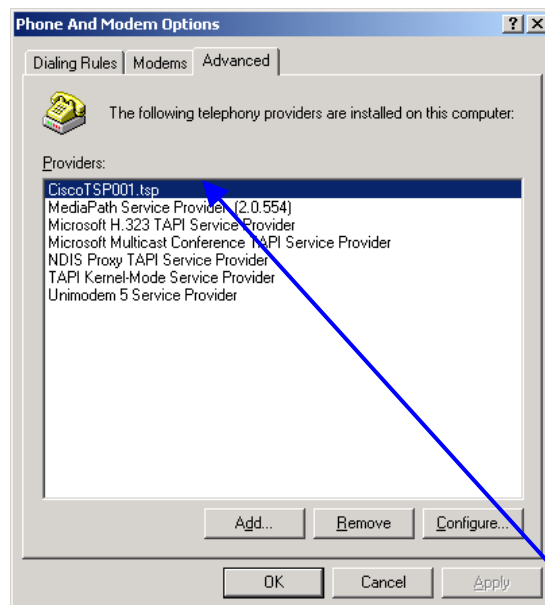 Phone And Modem Options
Dialing Rules Modems Advanced
The following telephony providers are installed on this computer:
Providers:
CiscoTSP001.tsp
MediaPath Service Provider (2.0.554)
Microsoft H.323 TAPI Service Provider
Microsoft Multicast Conference TAPI Service Provider
NDIS Proxy TAPI Service Provider
TAPI Kernel-Mode Service Provider
Unimodem 5 Service Provider
Add... Remove Configure...
OK Cancel Apply